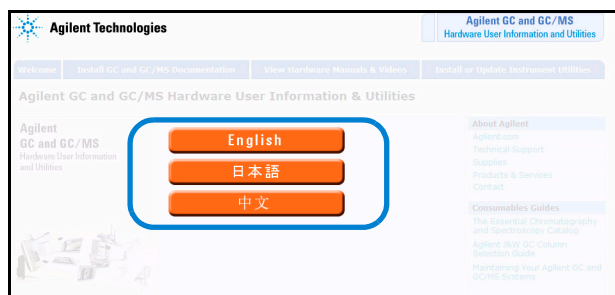 Agilent Technologies
Agilent GC and GC/MS
Hardware User Information and Utilities
Welcome
Install GC and GC/MS Documentation
View Hardware Manuals & Videos
Install or Update Instrument Utilities
Agilent GC and GC/MS Hardware User Information & Utilities
Agilent
GC and GC/MS
Hardware User Information
and Utilities
English
日本語
中文
About Agilent
Agilent.com
Technical Support
Supplies
Products & Services
Contact
Consumables Guides
The Essential Chromatography
and Spectroscopy Catalog
Agilent J&W GC Column
Selection Guide
Maintaining Your Agilent GC and
GC/MS Systems